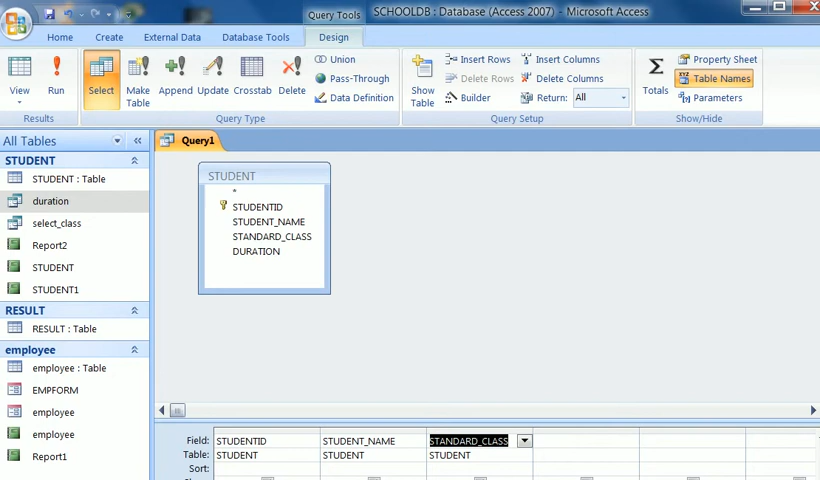 SCHOOLDB : Database (Access 2007) - Microsoft Access
Query Tools
Home Create External Data Database Tools Design
View
Run
Results
Select
Make Table
Append
Update
Crosstab
Delete
Union
Pass-Through
Data Definition
Query Type
Show Table
Insert Rows
Delete Rows
Builder
Insert Columns
Delete Columns
Return: All
Query Setup
Totals
Property Sheet
Table Names
Parameters
Show/Hide
All Tables
STUDENT
STUDENT : Table
duration
select_class
Report2
STUDENT
STUDENT1
RESULT
RESULT : Table
employee
employee : Table
EMPFORM
employee
employee
Report1
Query1
STUDENT
*
STUDENTID
STUDENT_NAME
STANDARD_CLASS
DURATION
Field: STUDENTID STUDENT_NAME STANDARD_CLASS
Table: STUDENT STUDENT STUDENT
Sort: